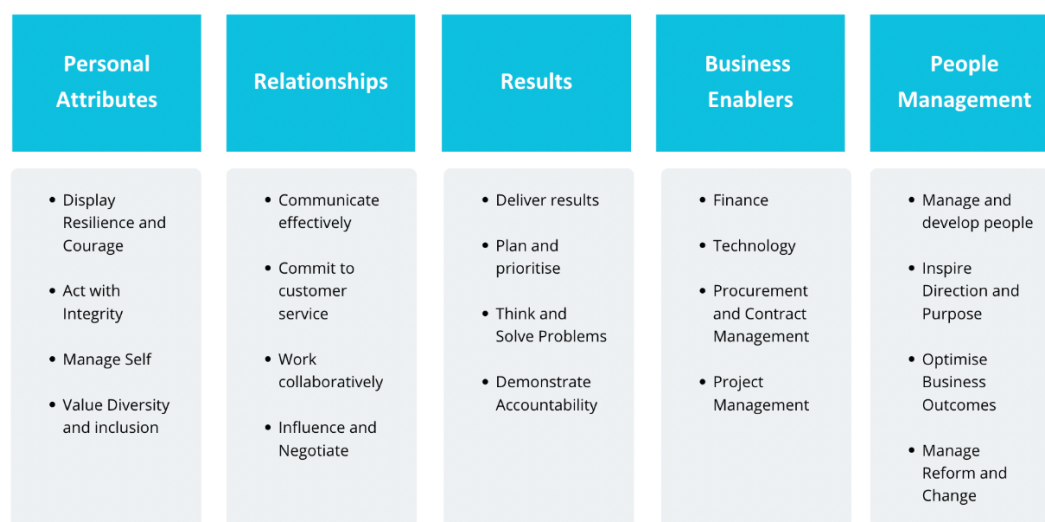 Personal
Attributes
Relationships
Results
Business
Enablers
People
Management
• Display
Resilience and
Courage
• Act with
Integrity
• Manage Self
• Value Diversity
and inclusion
• Communicate
effectively
• Commit to
customer
service
• Work
collaboratively
• Influence and
Negotiate
• Deliver results
• Plan and
prioritise
• Think and
Solve Problems
• Demonstrate
Accountability
• Finance
• Technology
• Procurement
and Contract
Management
• Project
Management
• Manage and
develop people
• Inspire
Direction and
Purpose
• Optimise
Business
Outcomes
• Manage
Reform and
Change